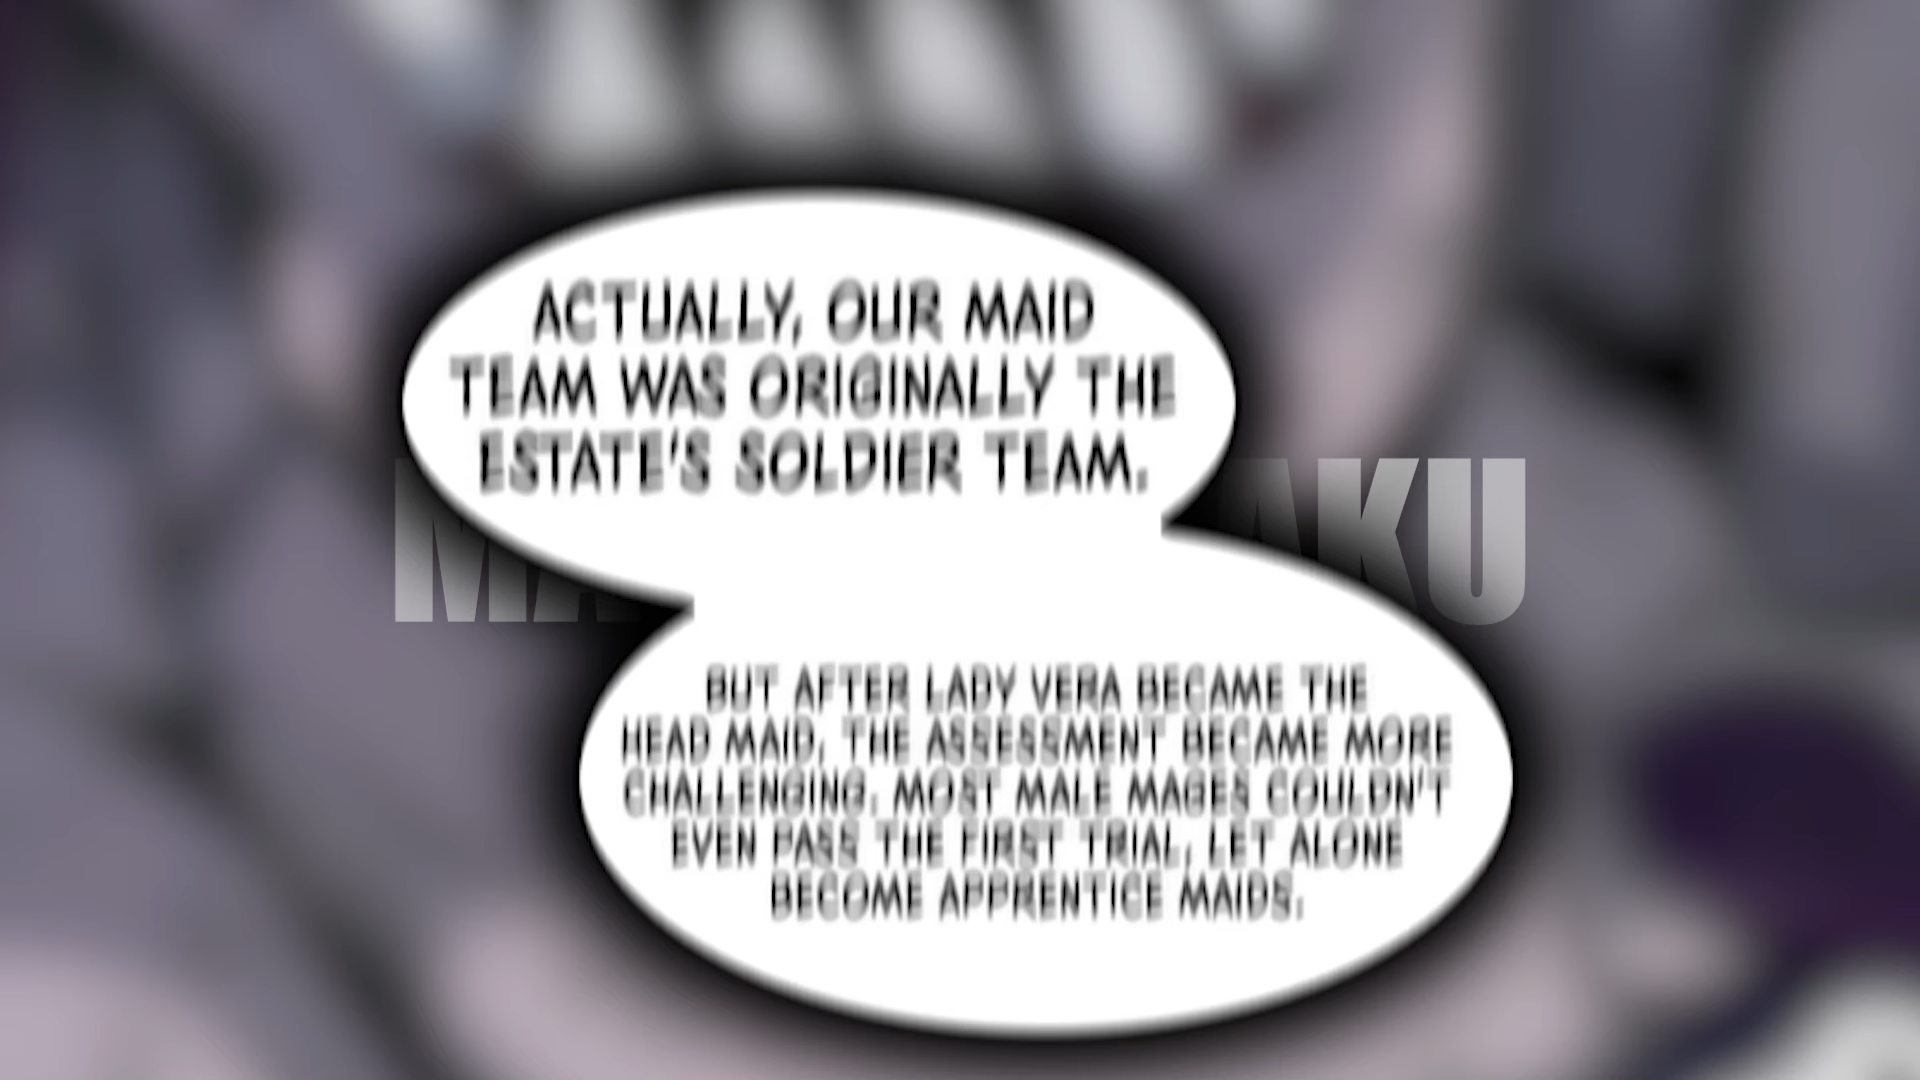 ACTUALLY, OUR MAID
TEAM WAS ORIGINALLY THE
ESTATE'S SOLDIER TEAM.
BUT AFTER LADY VERA BECAME THE
HEAD MAID, THE ASSESSMENT BECAME MORE
CHALLENGING. MOST MALE MAGES COULDN'T
EVEN PASS THE FIRST TRIAL, LET ALONE
BECOME APPRENTICE MAIDS.